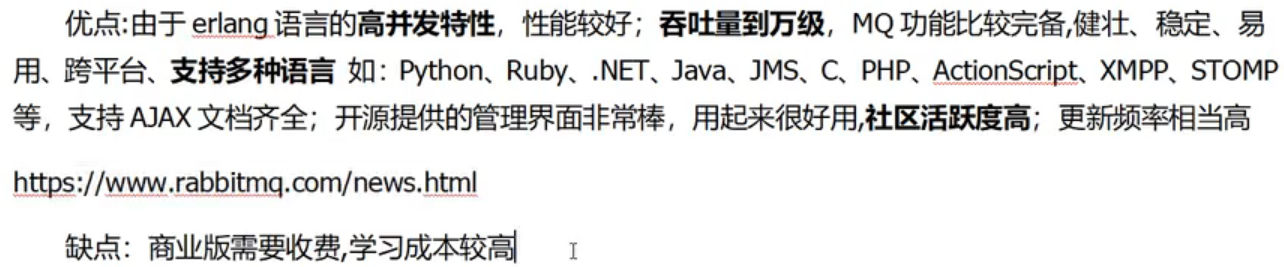 优点:由于 erlang 语言的高并发特性，性能较好；吞吐量到万级，MQ 功能比较完备,健壮、稳定、易
用、跨平台、支持多种语言 如：Python、Ruby、.NET、Java、JMS、C、PHP、ActionScript、XMPP、STOMP
等，支持 AJAX 文档齐全；开源提供的管理界面非常棒，用起来很好用,社区活跃度高；更新频率相当高
https://www.rabbitmq.com/news.html
缺点：商业版需要收费,学习成本较高